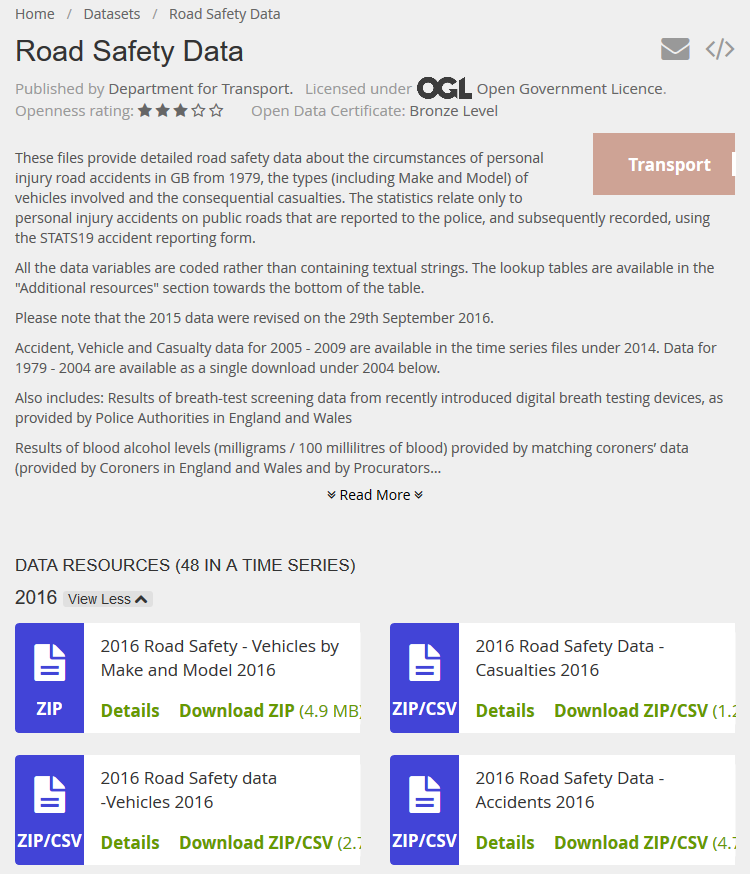 Home / Datasets / Road Safety Data
Road Safety Data
Published by Department for Transport. Licensed under OGL Open Government Licence.
Openness rating: Open Data Certificate: Bronze Level
Transport
These files provide detailed road safety data about the circumstances of personal
injury road accidents in GB from 1979, the types (including Make and Model) of
vehicles involved and the consequential casualties. The statistics relate only to
personal injury accidents on public roads that are reported to the police, and subsequently recorded, using
the STATS19 accident reporting form.
All the data variables are coded rather than containing textual strings. The lookup tables are available in the
"Additional resources" section towards the bottom of the table.
Please note that the 2015 data were revised on the 29th September 2016.
Accident, Vehicle and Casualty data for 2005 - 2009 are available in the time series files under 2014. Data for
1979 - 2004 are available as a single download under 2004 below.
Also includes: Results of breath-test screening data from recently introduced digital breath testing devices, as
provided by Police Authorities in England and Wales
Results of blood alcohol levels (milligrams / 100 millilitres of blood) provided by matching coroners’ data
(provided by Coroners in England and Wales and by Procurators...
Read More
DATA RESOURCES (48 IN A TIME SERIES)
2016 View Less
2016 Road Safety - Vehicles by
Make and Model 2016
ZIP Details Download ZIP (4.9 MB)
2016 Road Safety Data -
Casualties 2016
ZIP/CSV Details Download ZIP/CSV (1.2
2016 Road Safety data
-Vehicles 2016
ZIP/CSV Details Download ZIP/CSV (2.7
2016 Road Safety Data -
Accidents 2016
ZIP/CSV Details Download ZIP/CSV (4.7